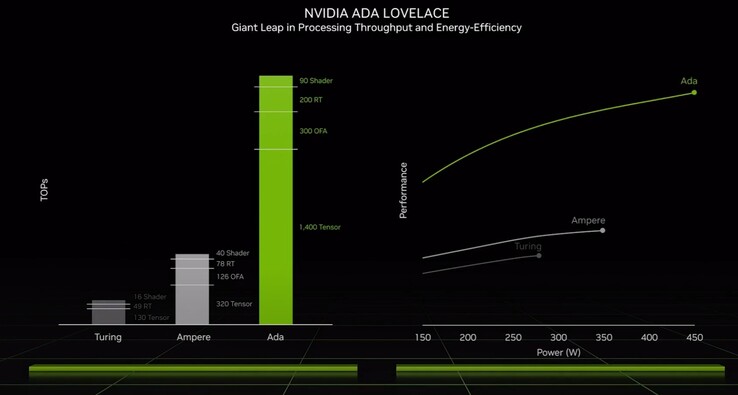 NVIDIA ADA LOVELACE
Giant Leap in Processing Throughput and Energy-Efficiency
TOPs
90 Shader
200 RT
300 OFA
1,400 Tensor
40 Shader
78 RT
126 OFA
320 Tensor
16 Shader
49 RT
130 Tensor
Turing
Ampere
Ada
Performance
Ada
Ampere
Turing
150 200 250 300 350 400 450
Power (W)